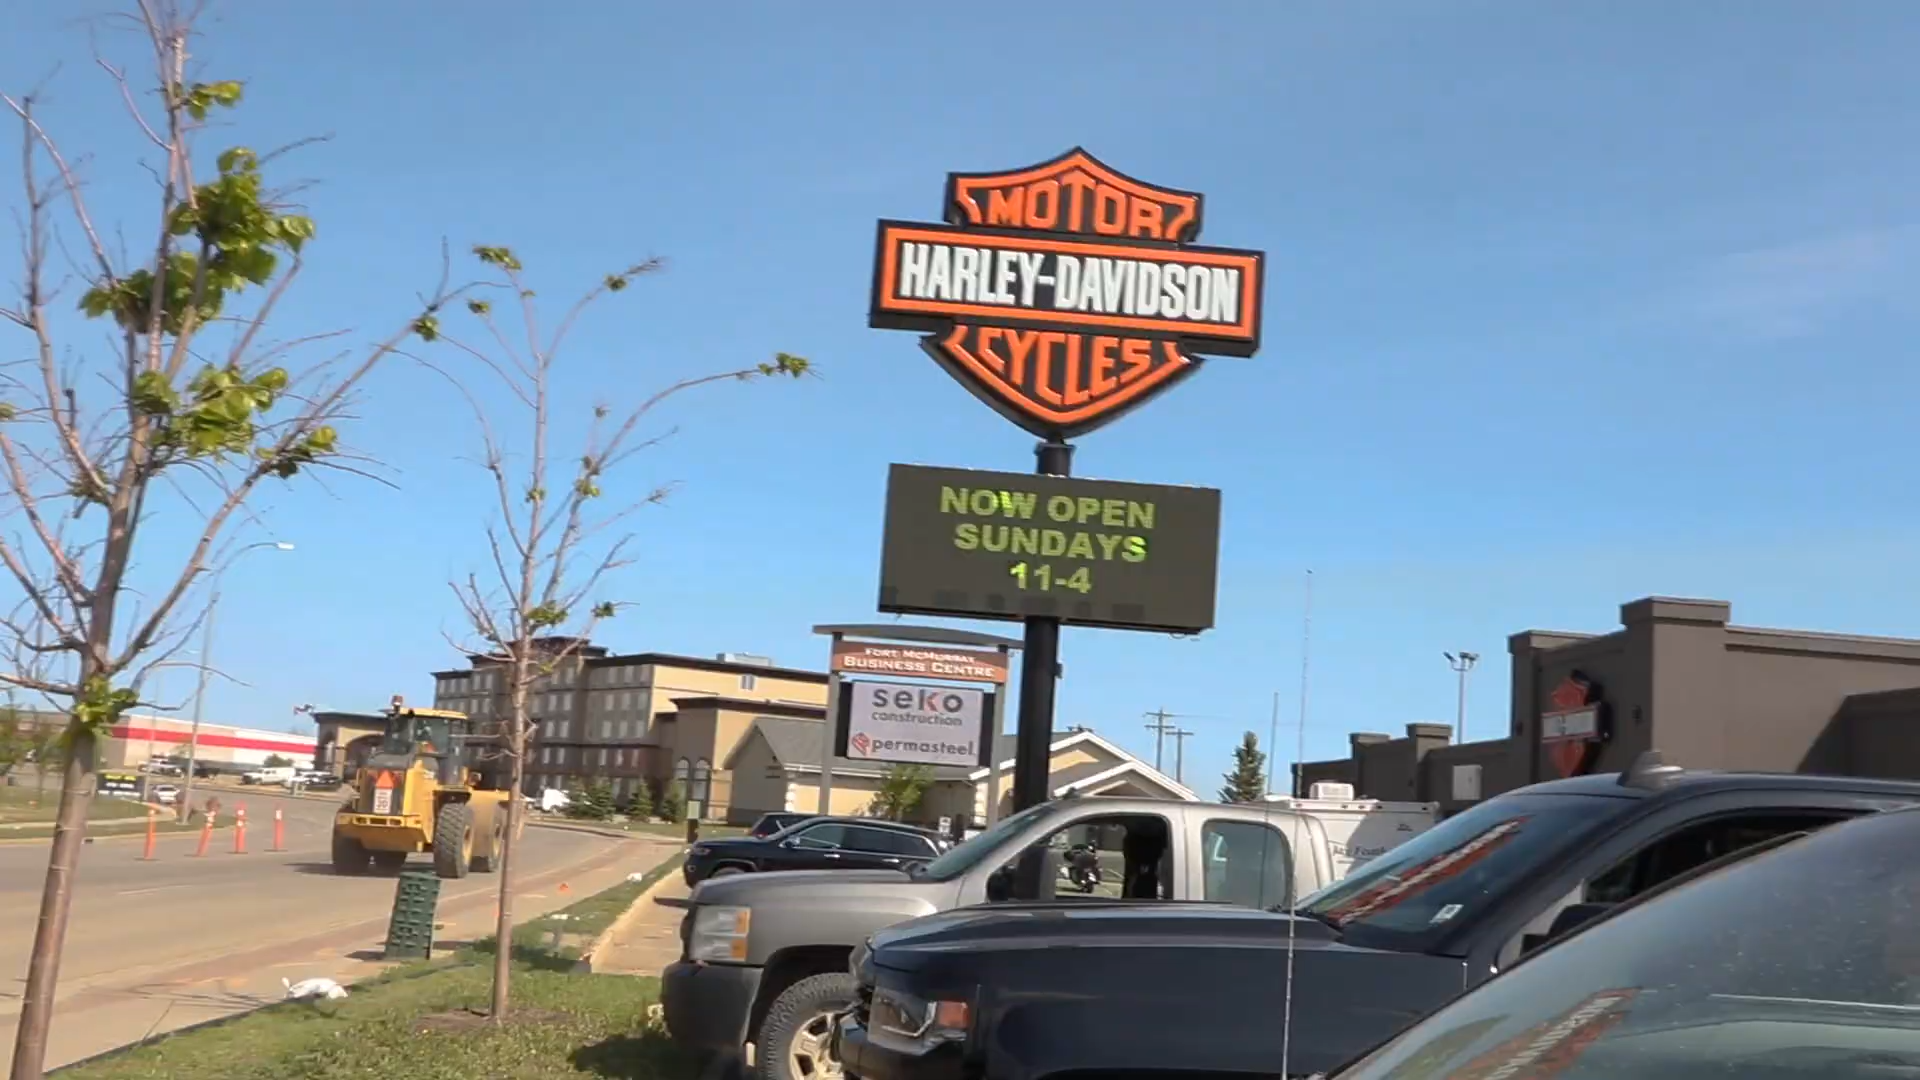 MOTOR
HARLEY-DAVIDSON
CYCLES
NOW OPEN
SUNDAYS
11-4
FORT MCMURRAY
BUSINESS CENTRE
seko
construction
permasteel